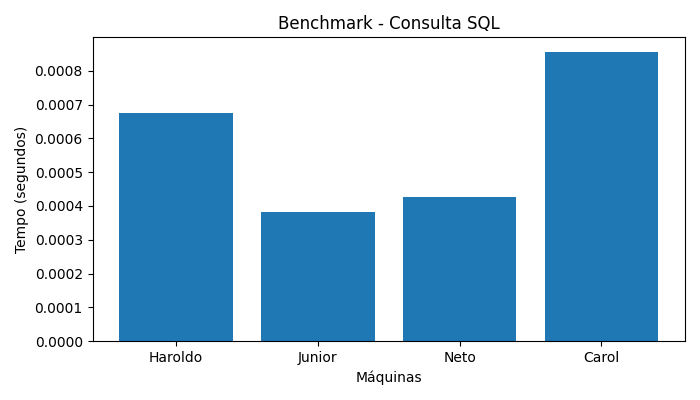 Benchmark - Consulta SQL
Tempo (segundos)
0.0008
0.0007
0.0006
0.0005
0.0004
0.0003
0.0002
0.0001
0.0000
Haroldo Junior Neto Carol
Máquinas